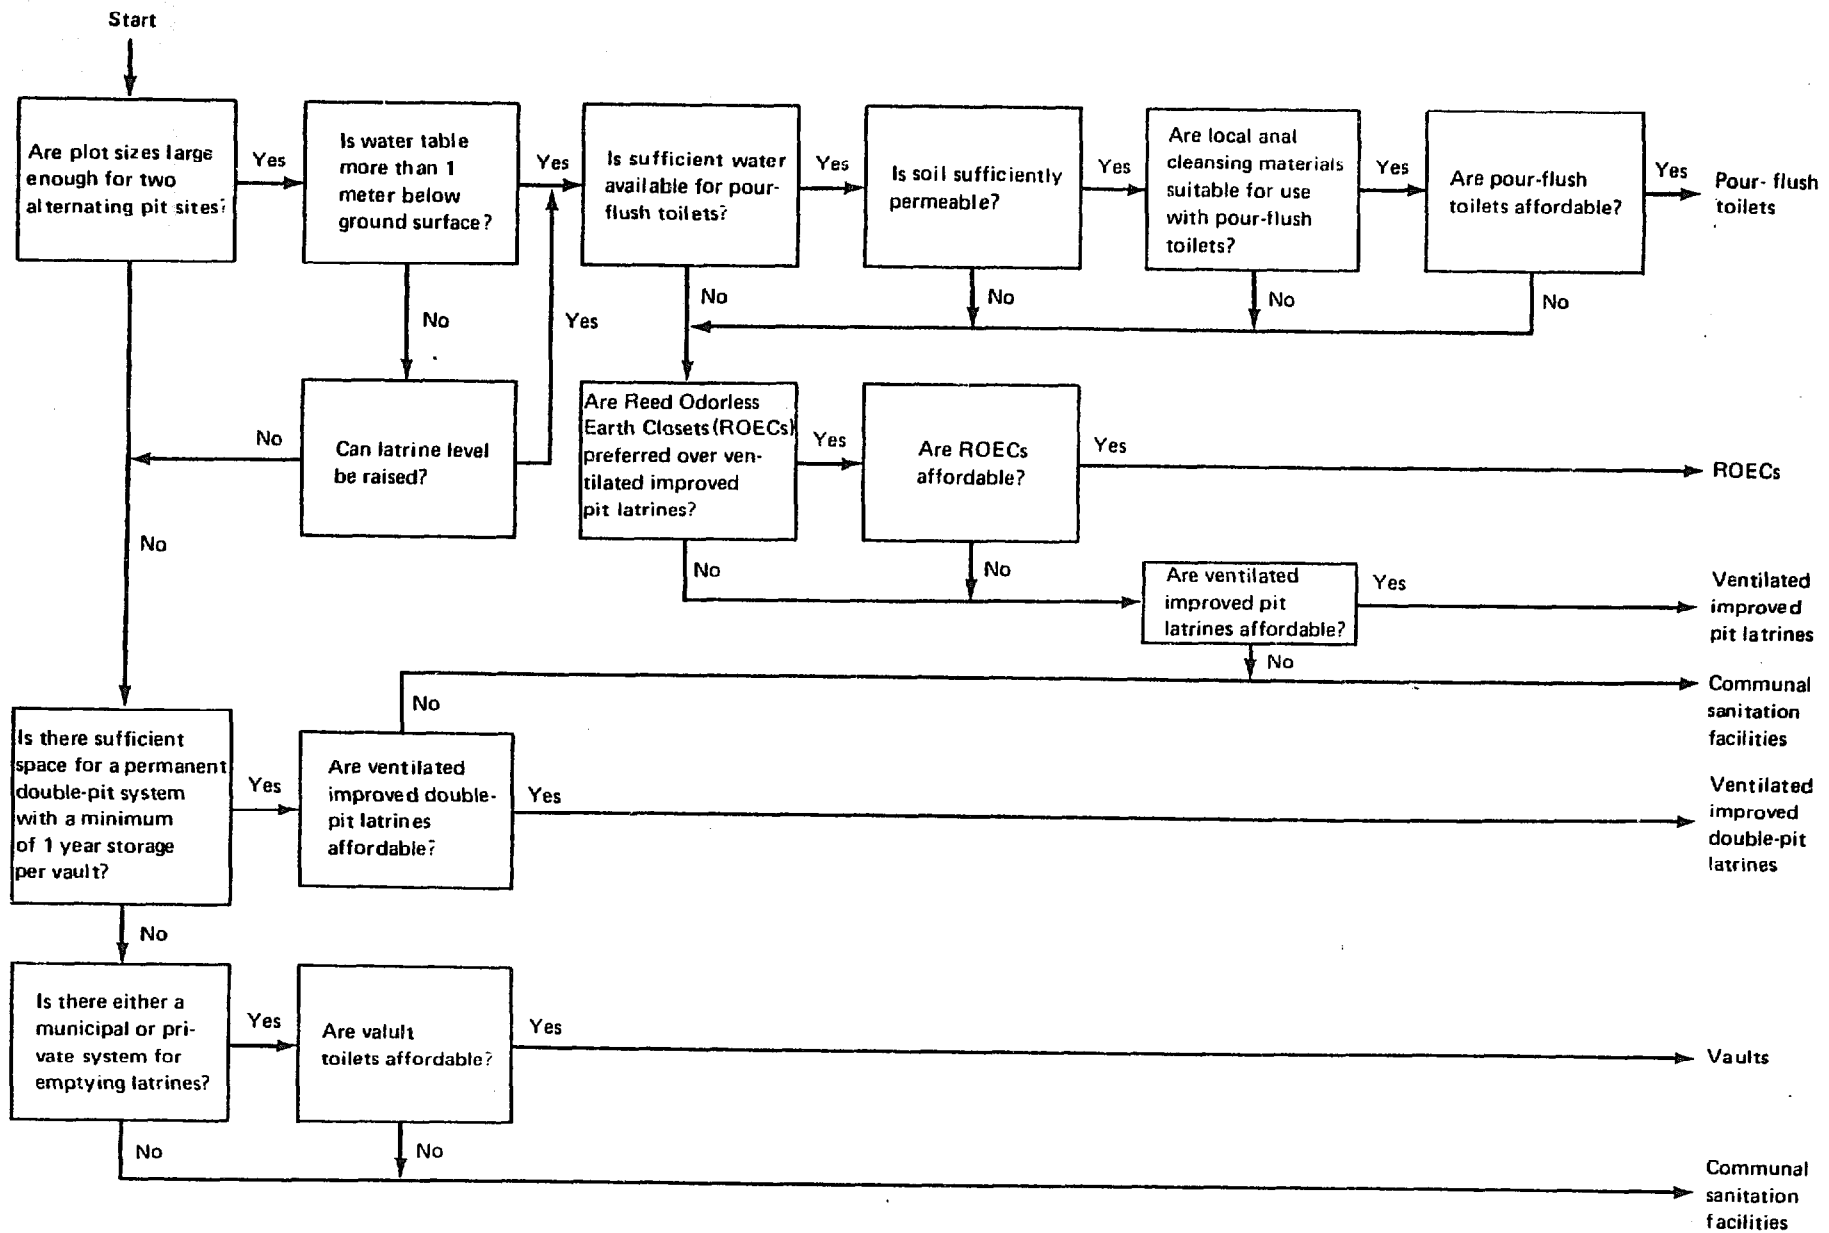 Start
Are plot sizes large
enough for two
alternating pit sites?
Yes
Is water table
more than 1
meter below
ground surface?
Yes
Is sufficient water
available for pour-
flush toilets?
Yes
Is soil sufficiently
permeable?
Yes
Are local anal
cleansing materials
suitable for use
with pour-flush
toilets?
Yes
Are pour-flush
toilets affordable?
Yes
Pour- flush
toilets
No
Yes
No
No
No
No
No
Can latrine level
be raised?
Are Reed Odorless
Earth Closets (ROECs)
preferred over ven-
tilated improved
pit latrines?
Yes
Are ROECs
affordable?
Yes
ROECs
No
No
No
Are ventilated
improved pit
latrines affordable?
Yes
Ventilated
improved
pit latrines
No
No
Communal
sanitation
facilities
Is there sufficient
space for a permanent
double-pit system
with a minimum
of 1 year storage
per vault?
Yes
Are ventilated
improved double-
pit latrines
affordable?
Yes
Ventilated
improved
double-pit
latrines
No
Is there either a
municipal or pri-
vate system for
emptying latrines?
Yes
Are valult
toilets affordable?
Yes
Vaults
No
No
Communal
sanitation
facilities